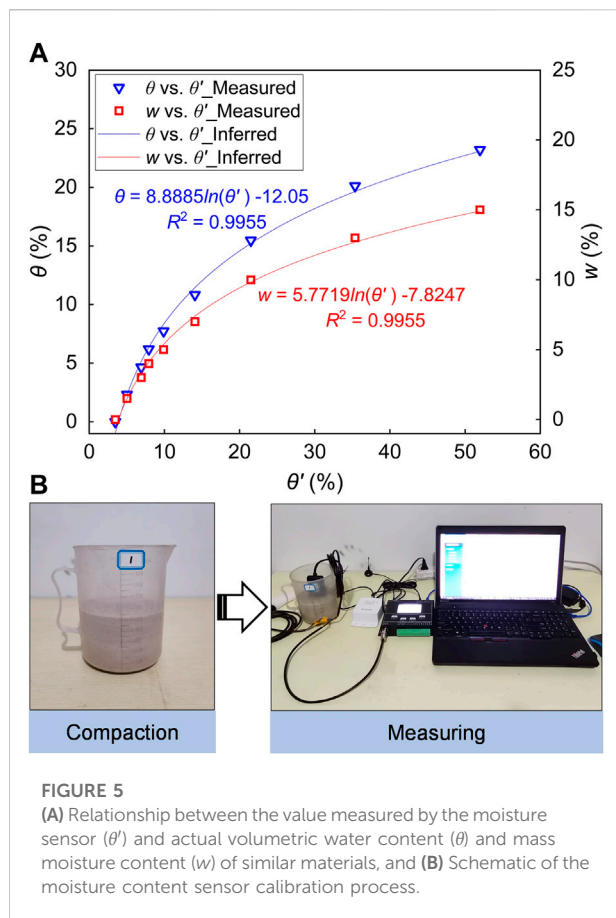 A
θ vs. θ′_Measured
w vs. θ′_Measured
θ vs. θ′_Inferred
w vs. θ′_Inferred
θ = 8.8885ln(θ′) -12.05
R² = 0.9955
w = 5.7719ln(θ′) -7.8247
R² = 0.9955
θ (%)
30
25
20
15
10
5
0
w (%)
25
20
15
10
5
0
0 10 20 30 40 50 60
θ′ (%)
B
1
ThinkPad
Compaction
Measuring
FIGURE 5
(A) Relationship between the value measured by the moisture
sensor (θ′) and actual volumetric water content (θ) and mass
moisture content (w) of similar materials, and (B) Schematic of the
moisture content sensor calibration process.